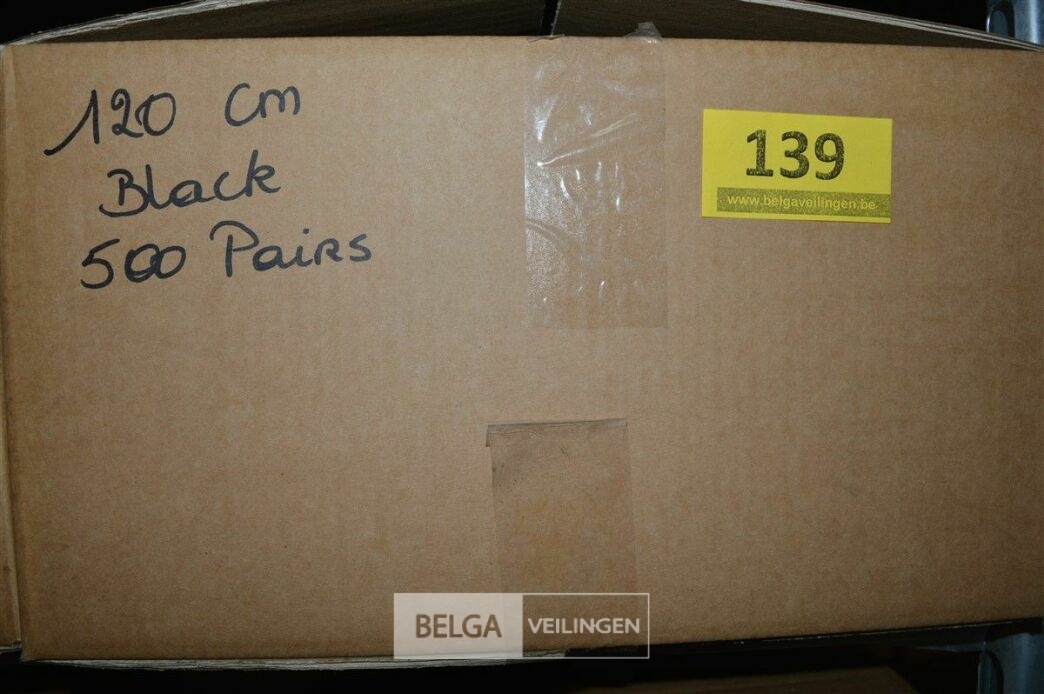 120 cm
Black
500 Pairs
139
www.belgaveilingen.be
BELGA VEILINGEN